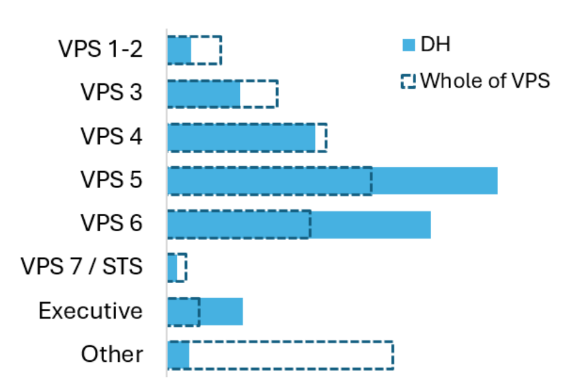 VPS 1-2
DH
Whole of VPS
VPS 3
VPS 4
VPS 5
VPS 6
VPS 7 / STS
Executive
Other